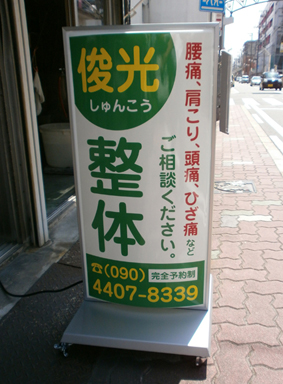 俊光
しゅんこう
整体
腰痛、肩こり、頭痛、ひざ痛など
ご相談ください。
☎(090)
完全予約制
4407-8339